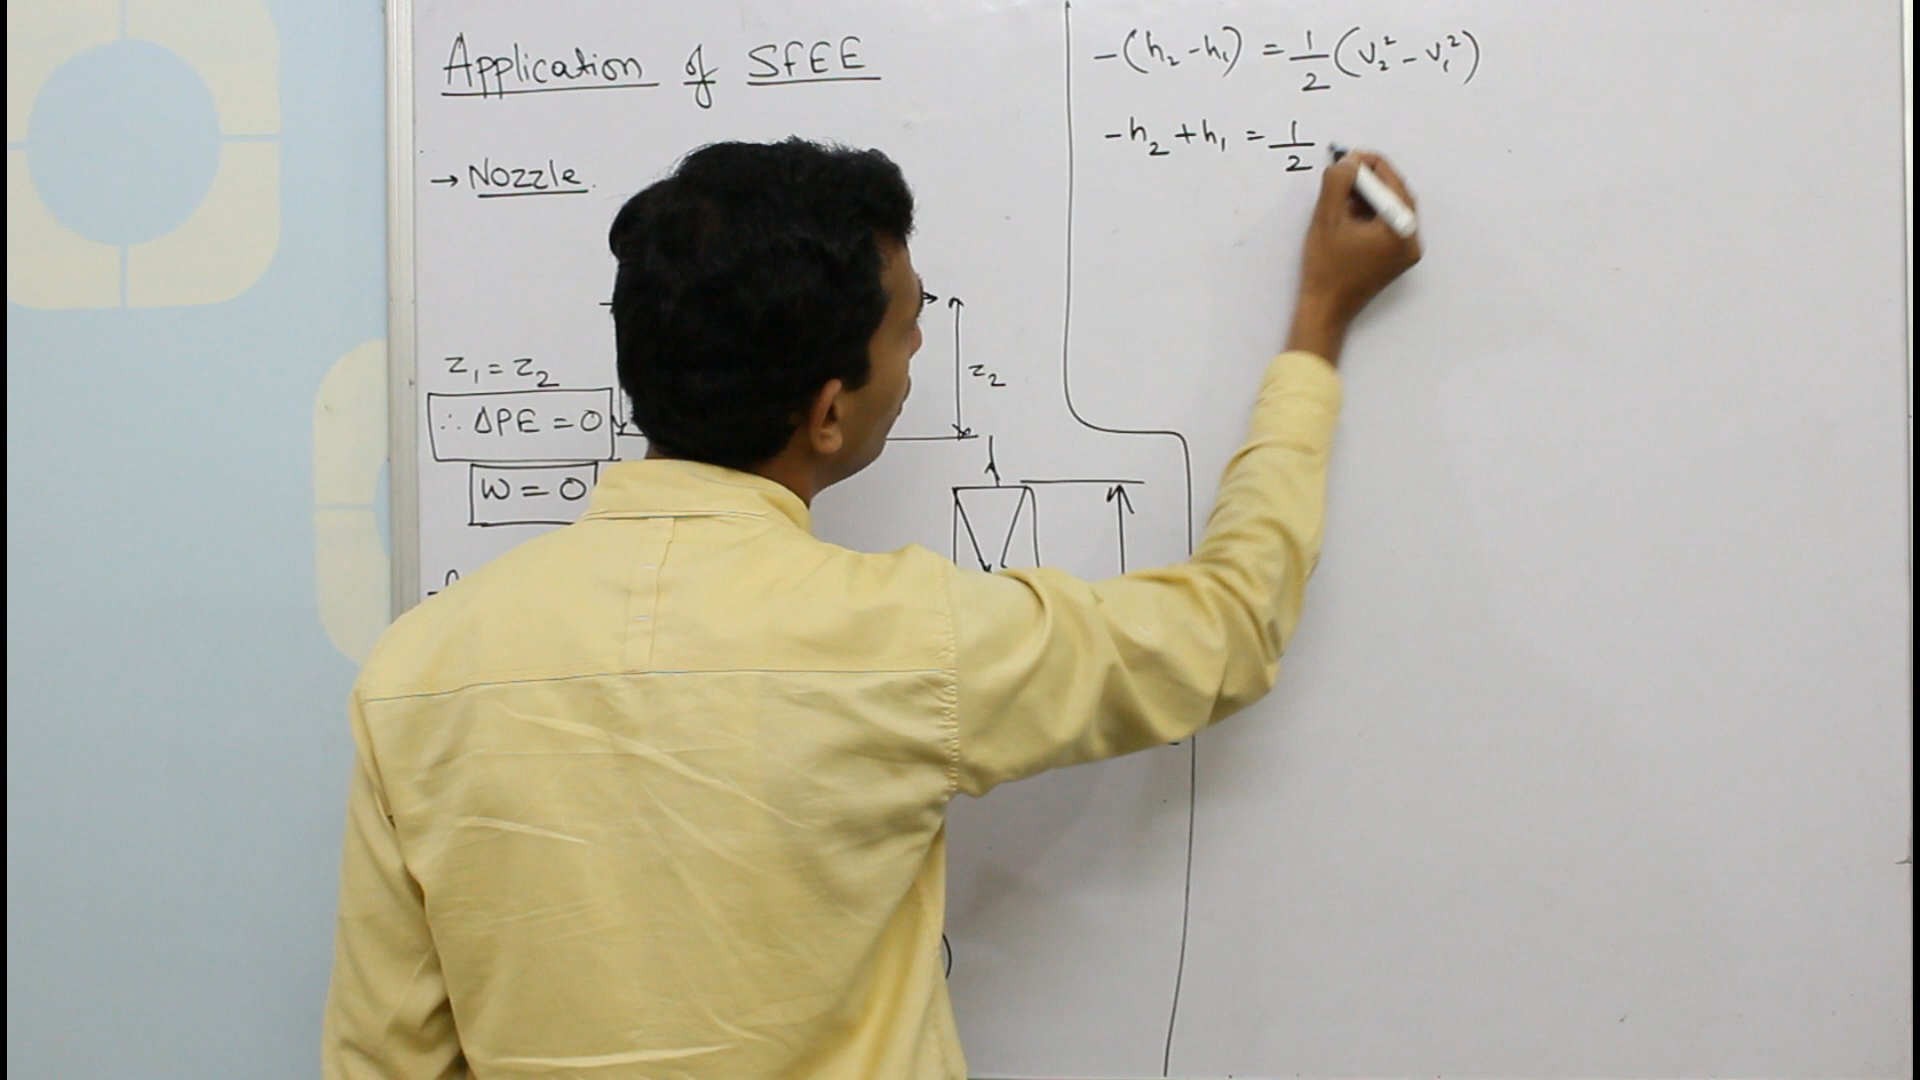 Application of SFEE
→ Nozzle.
z₁ = z₂
∴ ΔPE = 0
W = 0
z₂
-(h₂ - h₁) = 1/2 (V₂² - V₁²)
-h₂ + h₁ = 1/2